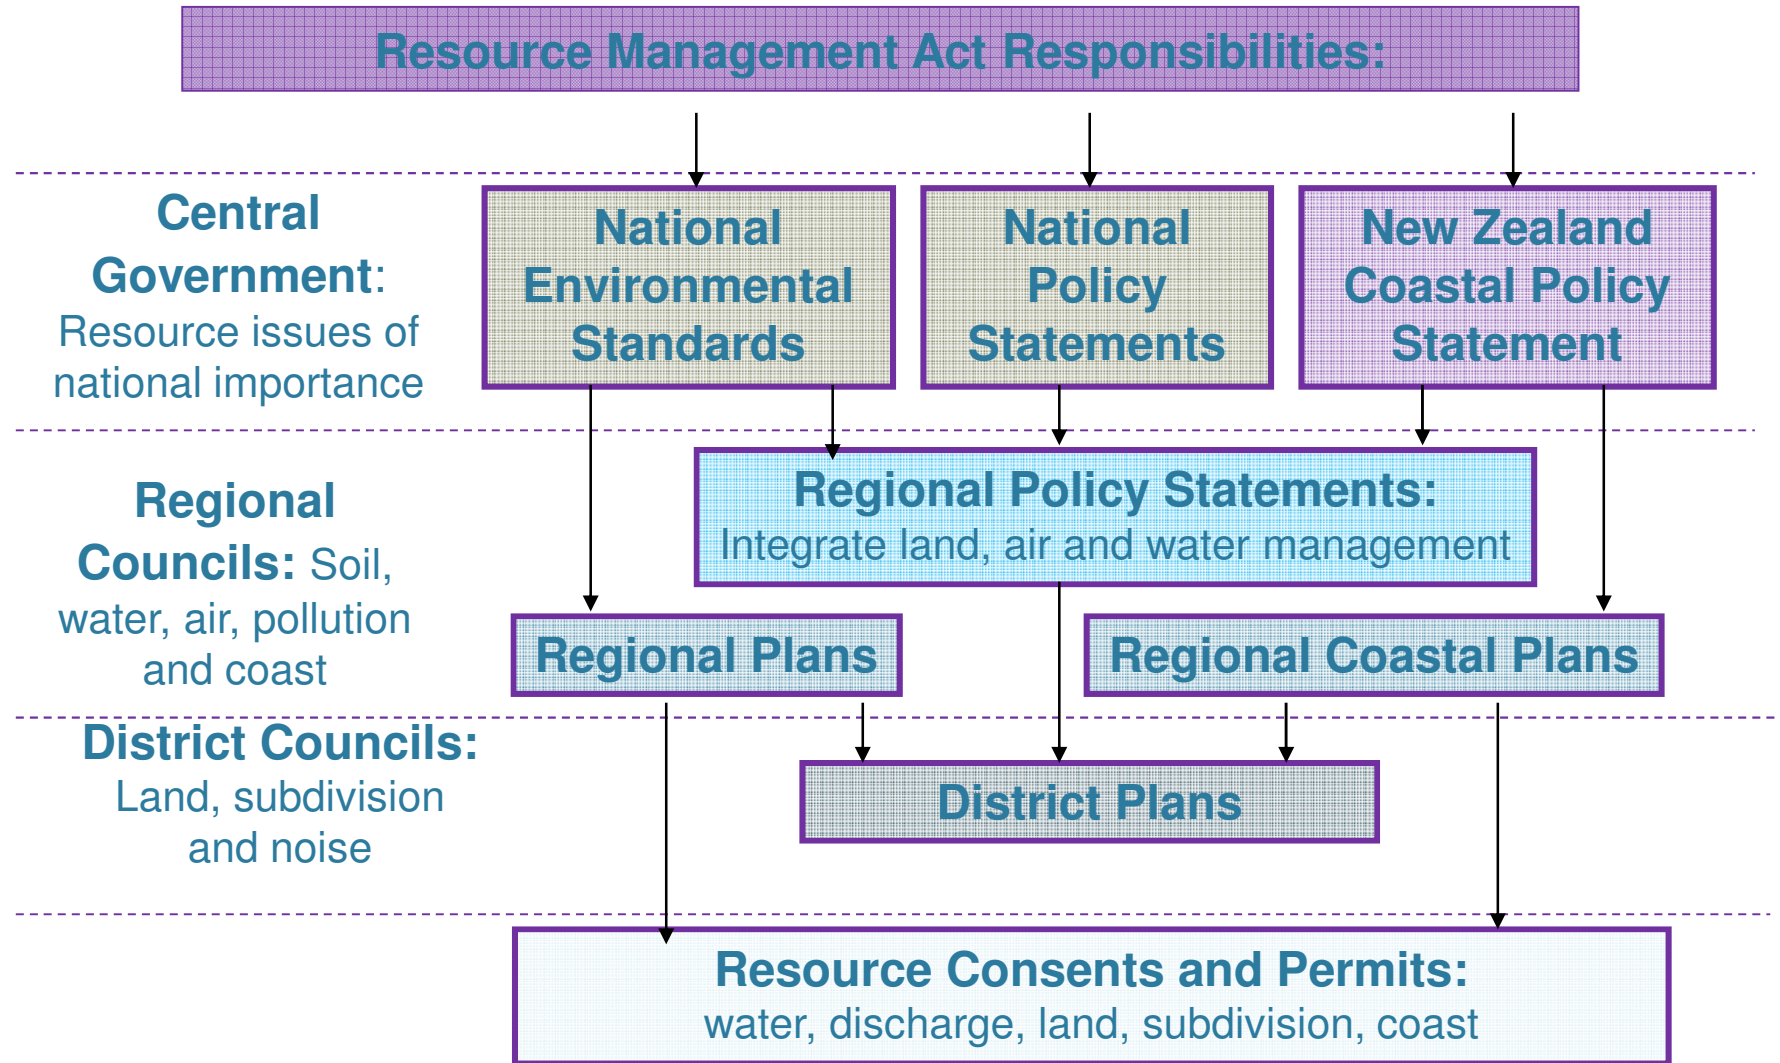 Resource Management Act Responsibilities:
Central
Government:
Resource issues of
national importance
National
Environmental
Standards
National
Policy
Statements
New Zealand
Coastal Policy
Statement
Regional
Councils: Soil,
water, air, pollution
and coast
Regional Policy Statements:
Integrate land, air and water management
Regional Plans
Regional Coastal Plans
District Councils:
Land, subdivision
and noise
District Plans
Resource Consents and Permits:
water, discharge, land, subdivision, coast